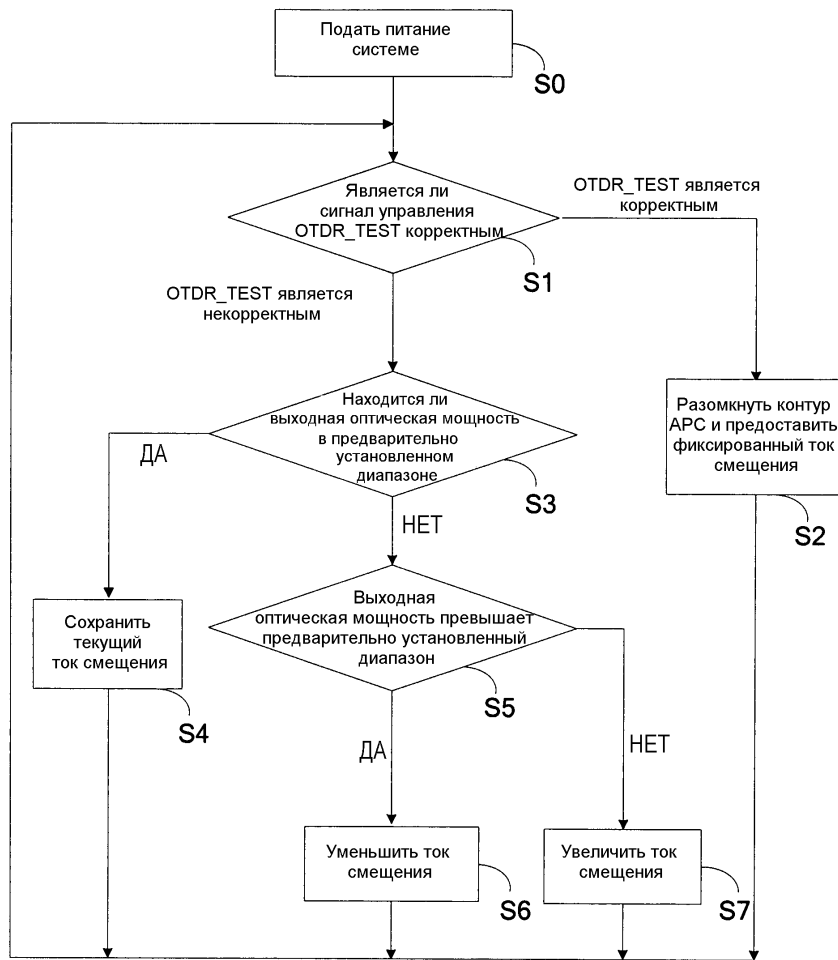 Подать питание
системе
S0
Является ли
сигнал управления
OTDR_TEST корректным
S1
OTDR_TEST является
корректным
OTDR_TEST является
некорректным
Находится ли
выходная оптическая мощность
в предварительно
установленном
диапазоне
S3
Разомкнуть контур
APC и предоставить
фиксированный ток
смещения
S2
ДА
НЕТ
Сохранить
текущий
ток смещения
S4
Выходная
оптическая мощность превышает
предварительно установленный
диапазон
S5
ДА
НЕТ
Уменьшить ток
смещения
S6
Увеличить ток
смещения
S7